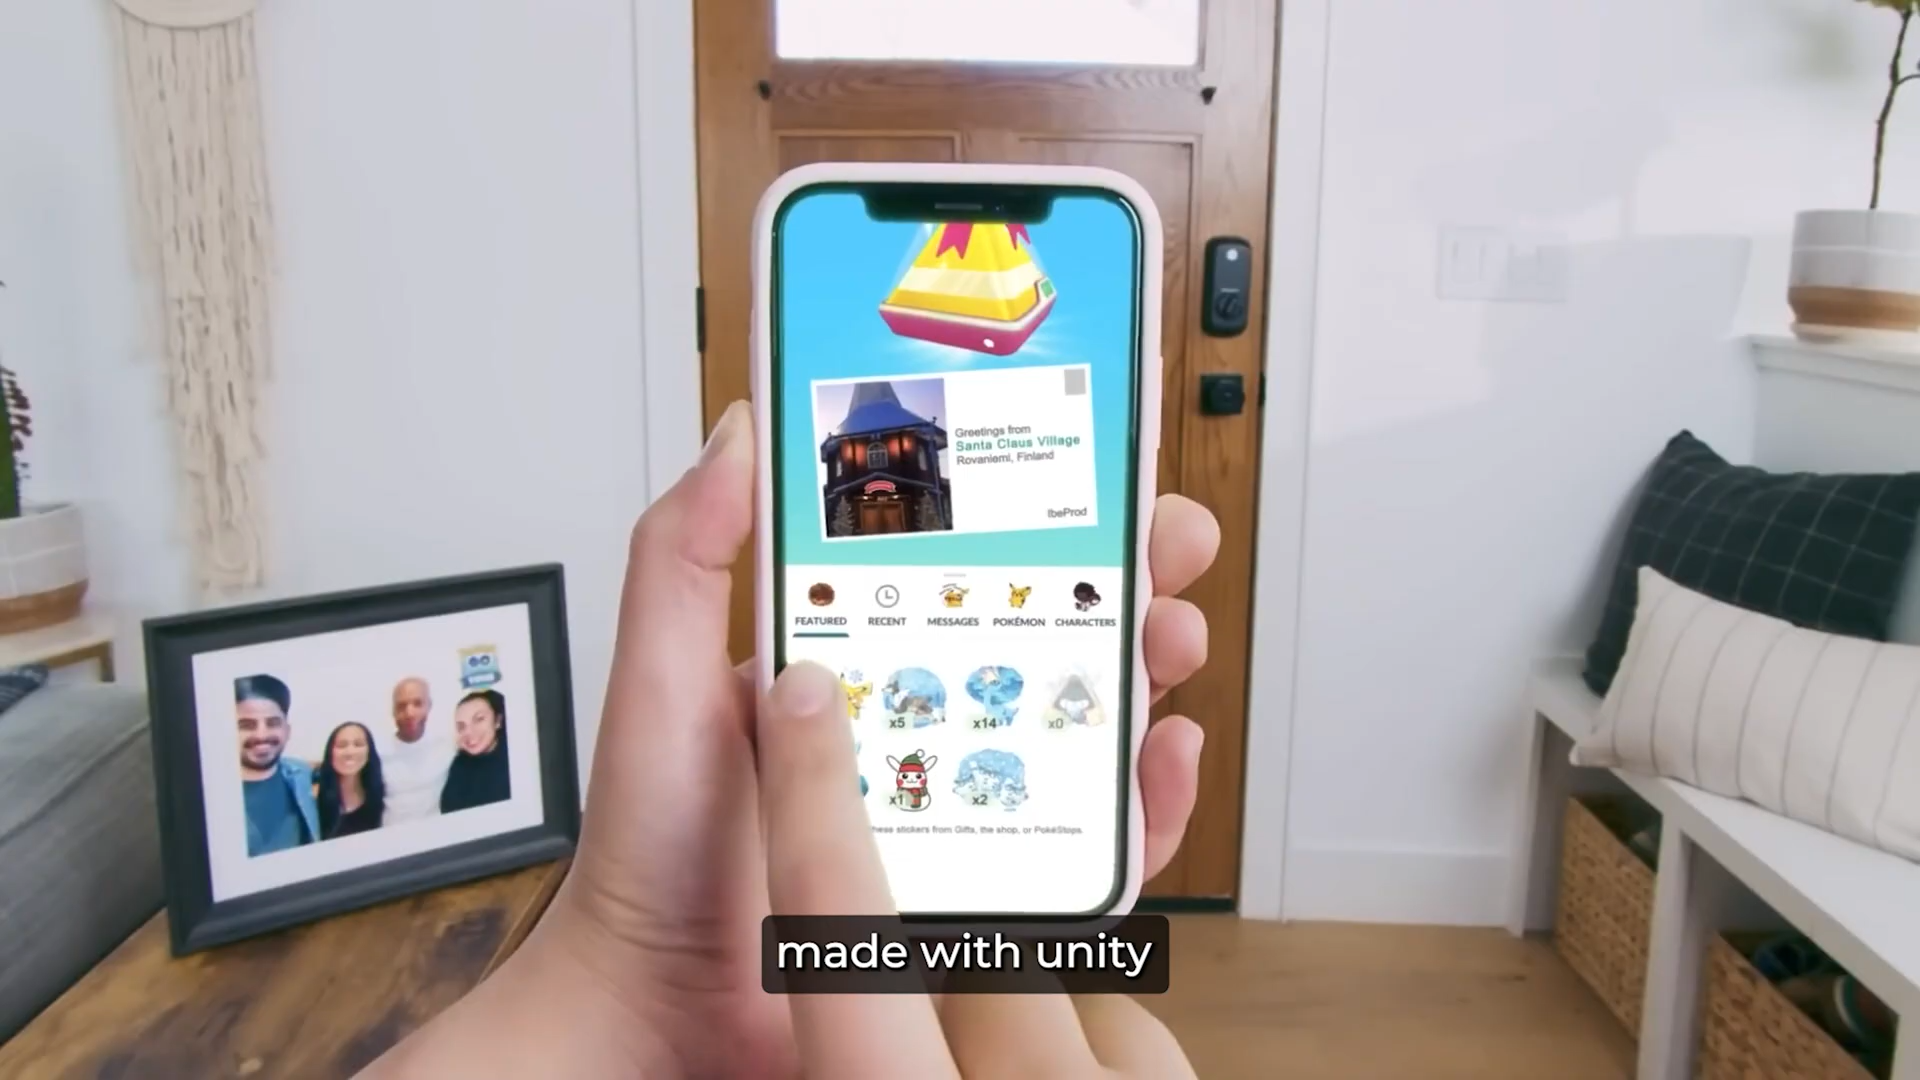 Greetings from
Santa Claus Village
Rovaniemi, Finland
IbeProd
FEATURED
RECENT
MESSAGES
POKÉMON
CHARACTERS
x5
x14
x0
x1
x2
these stickers from Gifts, the shop, or PokéStops.
made with unity